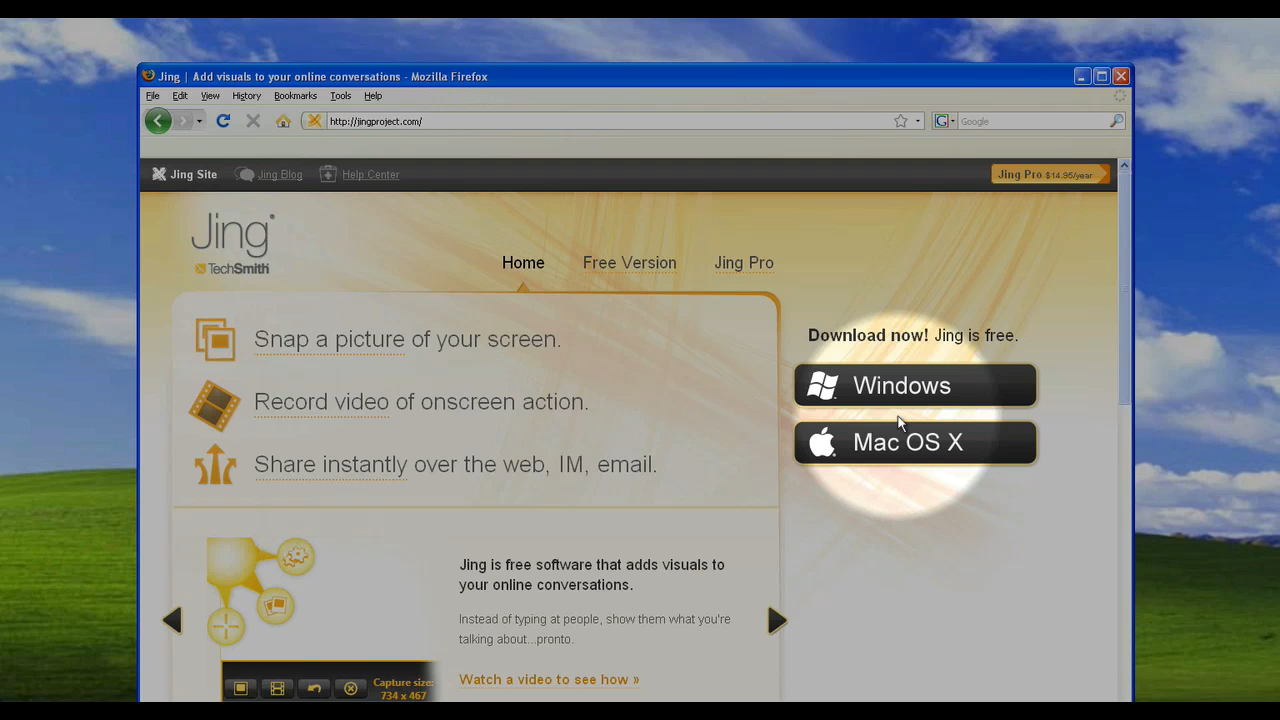 Jing | Add visuals to your online conversations - Mozilla Firefox
File Edit View History Bookmarks Tools Help
http://jingproject.com/
Google
Jing Site Jing Blog Help Center Jing Pro $14.95/year
Jing
TechSmith
Home Free Version Jing Pro
Snap a picture of your screen.
Record video of onscreen action.
Share instantly over the web, IM, email.
Download now! Jing is free.
Windows
Mac OS X
Jing is free software that adds visuals to
your online conversations.
Instead of typing at people, show them what you're
talking about...pronto.
Watch a video to see how »
Capture size:
734 x 467